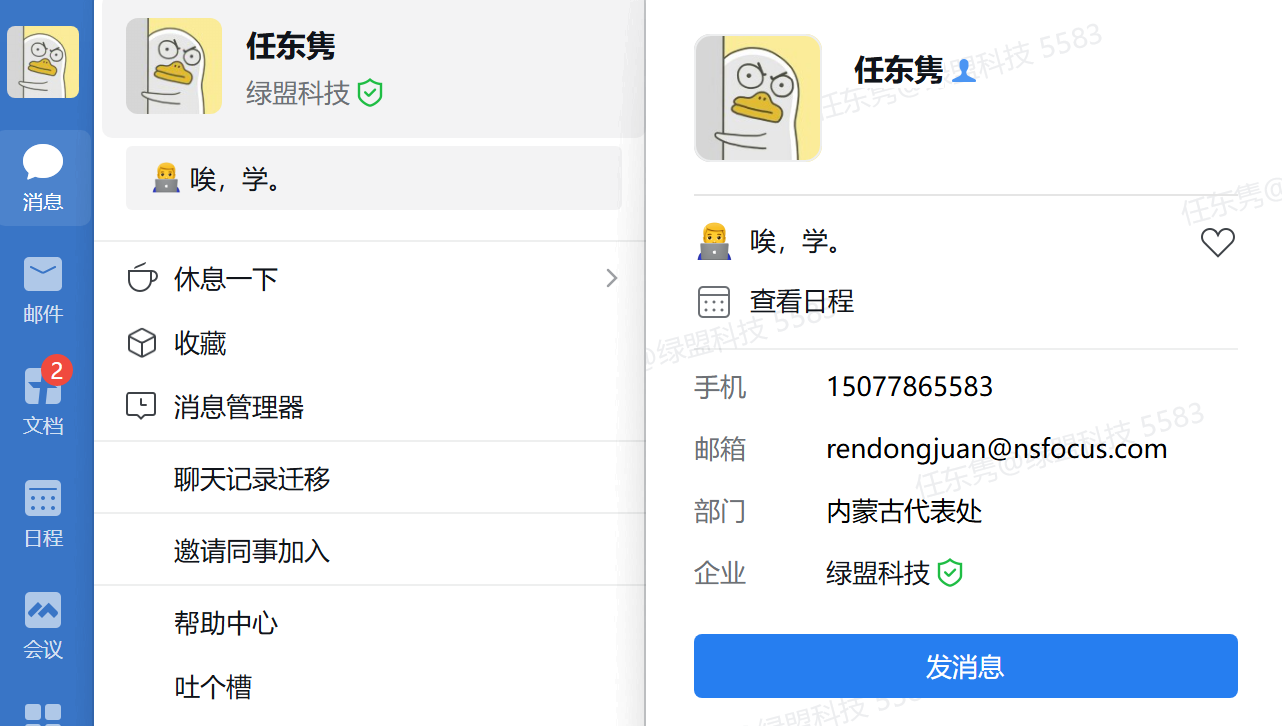 消息
邮件
2
文档
日程
会议
任东隽
绿盟科技
唉，学。
休息一下
收藏
消息管理器
聊天记录迁移
邀请同事加入
帮助中心
吐个槽
任东隽
唉，学。
查看日程
手机 15077865583
邮箱 rendongjuan@nsfocus.com
部门 内蒙古代表处
企业 绿盟科技
发消息
任东隽@绿盟科技 5583
任东隽@
@绿盟科技 5583
任东隽@绿盟科技 5583
绿盟科技 55